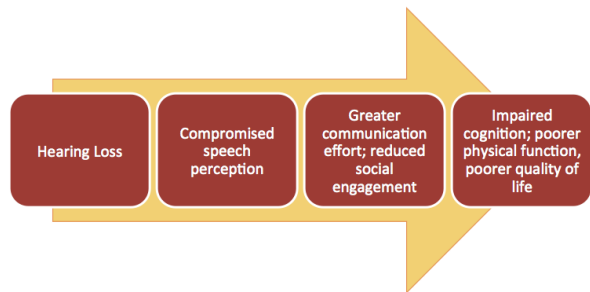 Hearing Loss
Compromised
speech
perception
Greater
communication
effort; reduced
social
engagement
Impaired
cognition; poorer
physical function,
poorer quality of
life